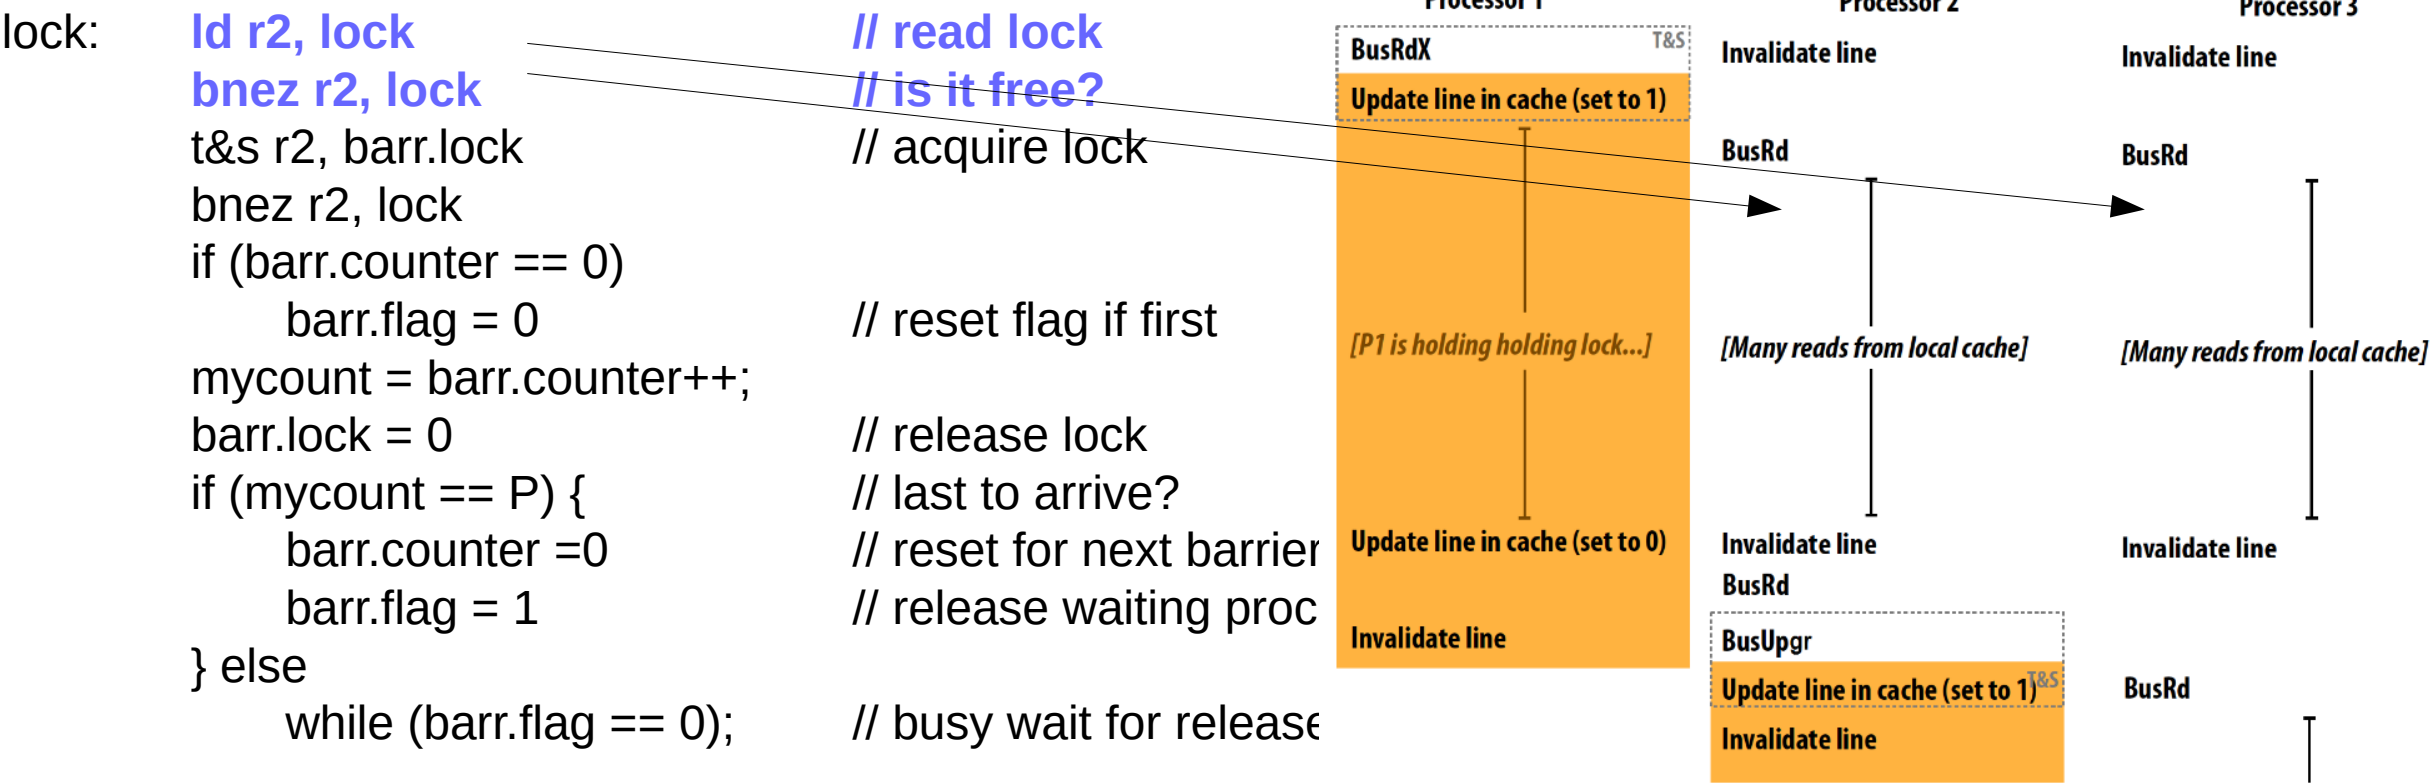 lock: ld r2, lock // read lock
bnez r2, lock // is it free?
t&s r2, barr.lock // acquire lock
bnez r2, lock
if (barr.counter == 0)
barr.flag = 0 // reset flag if first
mycount = barr.counter++;
barr.lock = 0 // release lock
if (mycount == P) { // last to arrive?
barr.counter =0 // reset for next barrier
barr.flag = 1 // release waiting proc
} else
while (barr.flag == 0); // busy wait for release
Processor 1
BusRdX T&S
Update line in cache (set to 1)
[P1 is holding holding lock...]
Update line in cache (set to 0)
Invalidate line
Processor 2
Invalidate line
BusRd
[Many reads from local cache]
Invalidate line
BusRd
BusUpgr
Update line in cache (set to 1) T&S
Invalidate line
Processor 3
Invalidate line
BusRd
[Many reads from local cache]
Invalidate line
BusRd